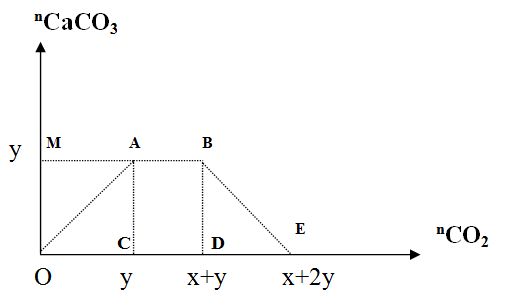 ⁿCaCO₃
M A B
y
E
C D
ⁿCO₂
O y x+y x+2y